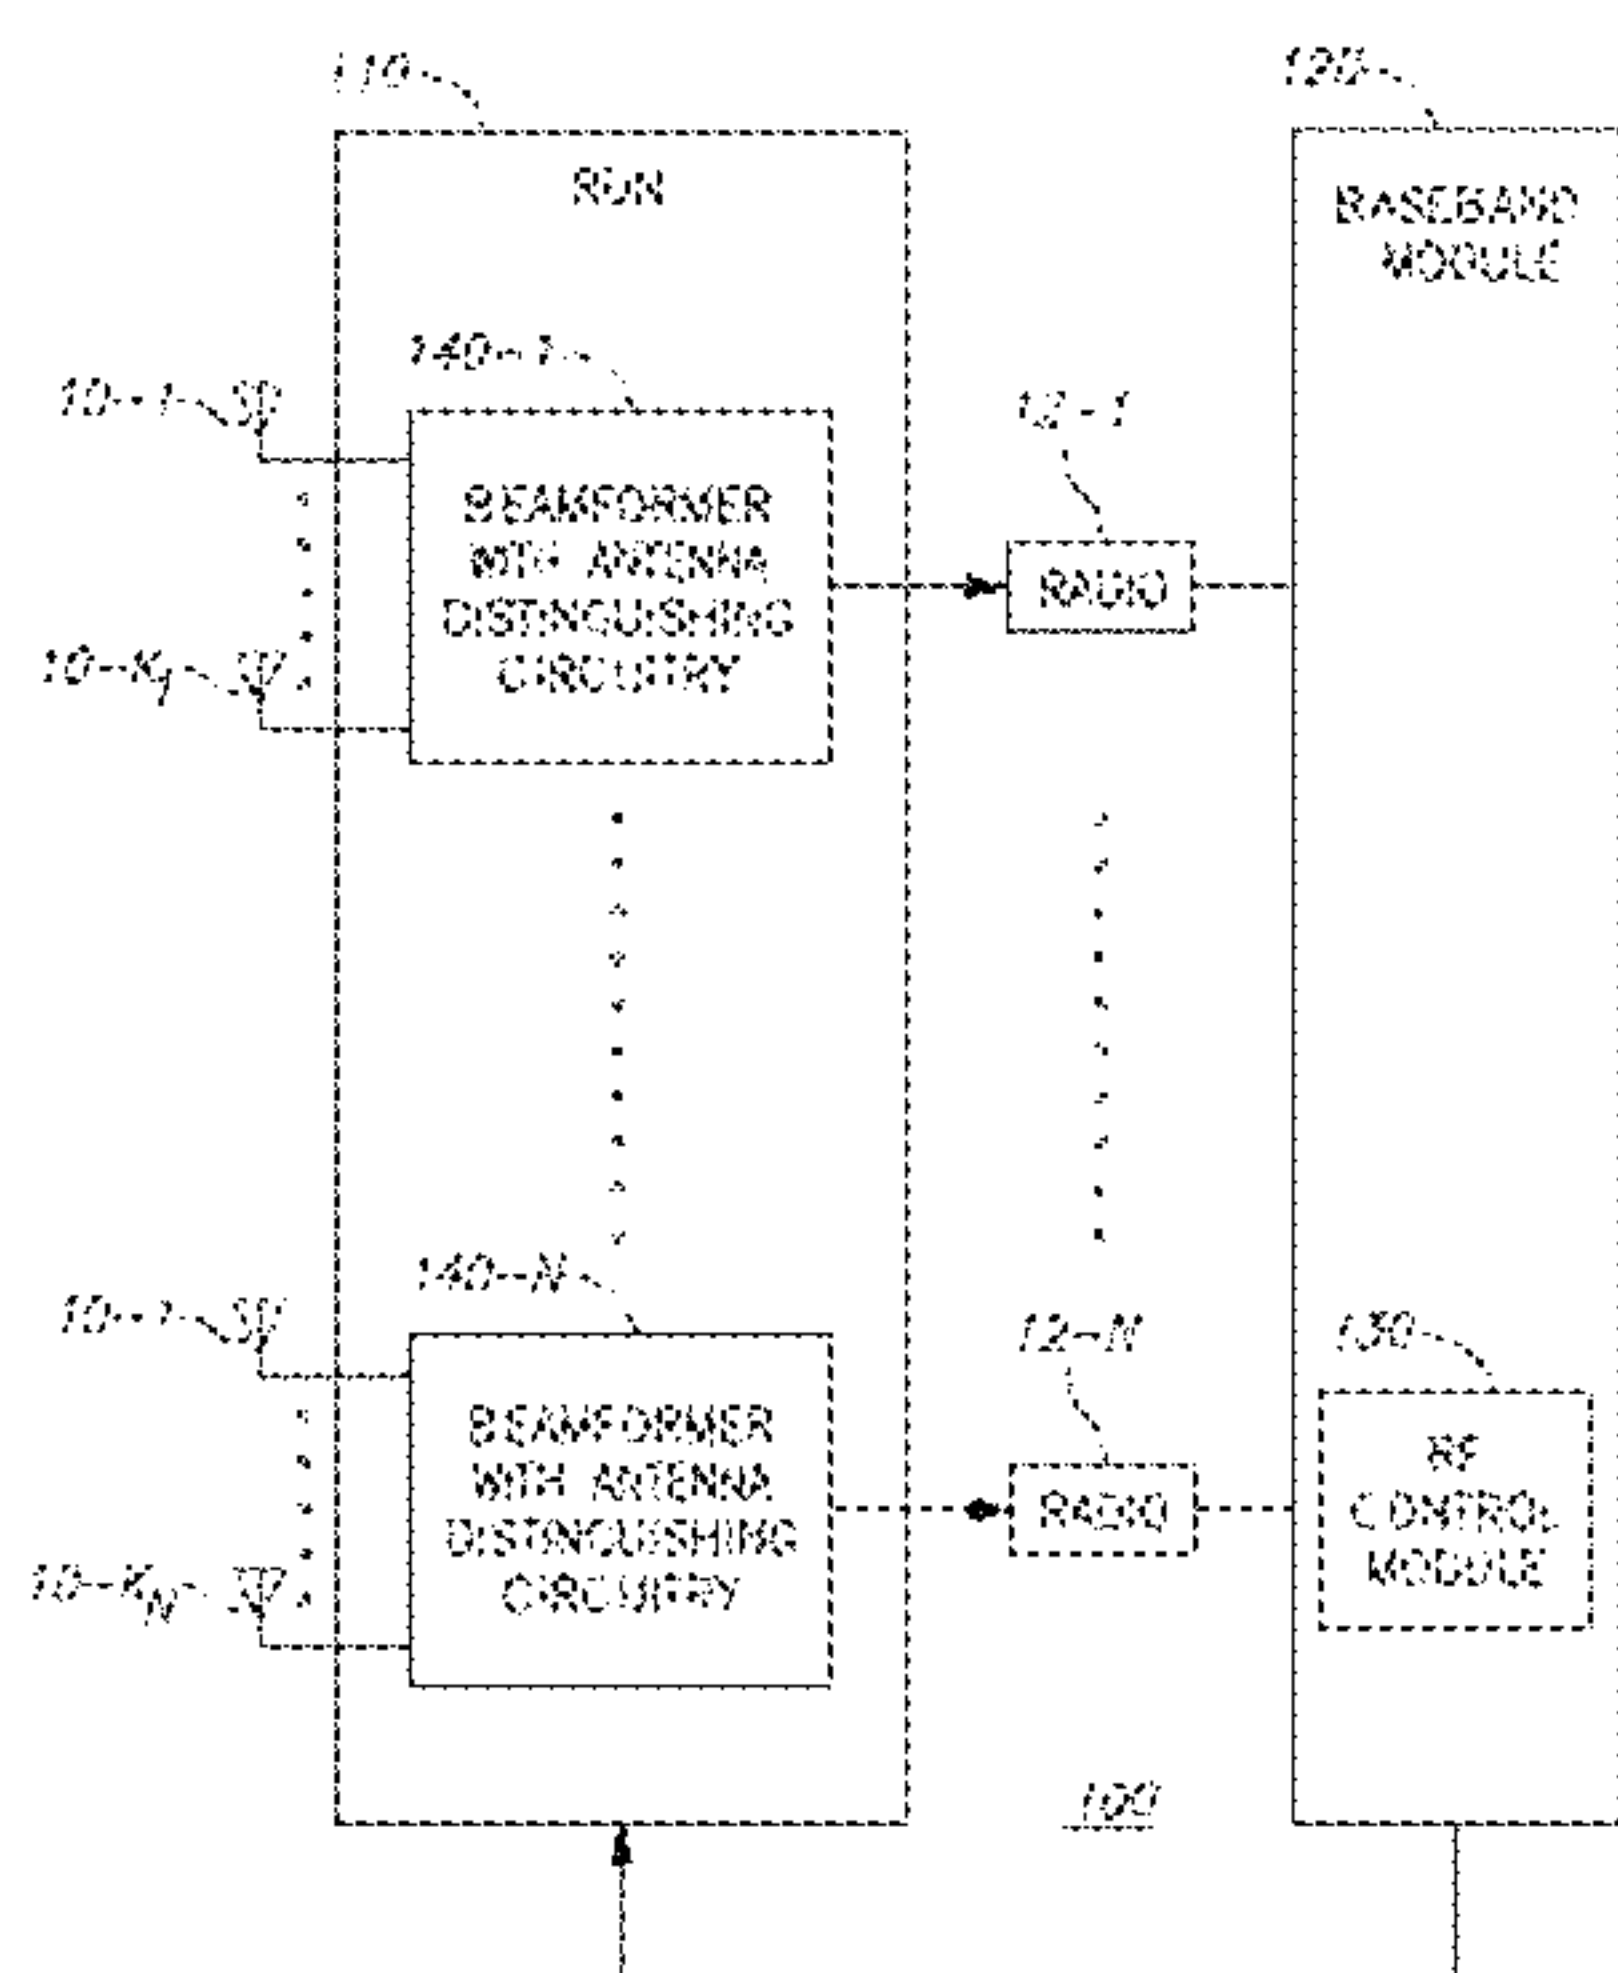 110
120
RDN
BASEBAND
MODULE
140-1
10-1
12-1
BEAMFORMER
WITH ANTENNA
DISTINGUISHING
CIRCUITRY
RADIO
10-K1
140-N
10-1
12-N
130
BEAMFORMER
WITH ANTENNA
DISTINGUISHING
CIRCUITRY
RADIO
RF
CONTROL
MODULE
10-KN
100